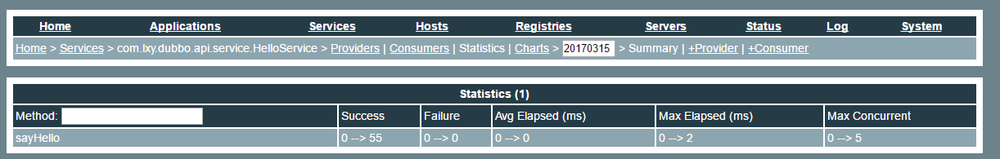 Home Applications Services Hosts Registries Servers Status Log System
Home > Services > com.lxy.dubbo.api.service.HelloService > Providers | Consumers | Statistics | Charts > 20170315 > Summary | +Provider | +Consumer
Statistics (1)
Method: Success Failure Avg Elapsed (ms) Max Elapsed (ms) Max Concurrent
sayHello 0 --> 55 0 --> 0 0 --> 0 0 --> 2 0 --> 5